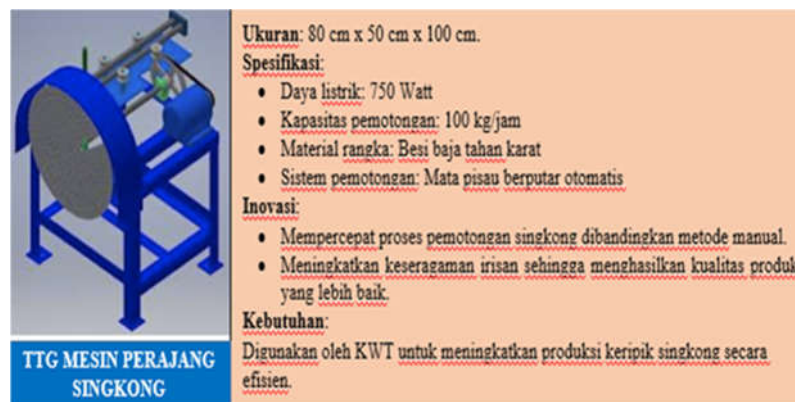 Ukuran: 80 cm x 50 cm x 100 cm.
Spesifikasi:
• Daya listrik: 750 Watt
• Kapasitas pemotongan: 100 kg/jam
• Material rangka: Besi baja tahan karat
• Sistem pemotongan: Mata pisau berputar otomatis
Inovasi:
• Mempercepat proses pemotongan singkong dibandingkan metode manual.
• Meningkatkan keseragaman irisan sehingga menghasilkan kualitas produk
yang lebih baik.
Kebutuhan:
Digunakan oleh KWT untuk meningkatkan produksi keripik singkong secara
efisien.
TTG MESIN PERAJANG
SINGKONG